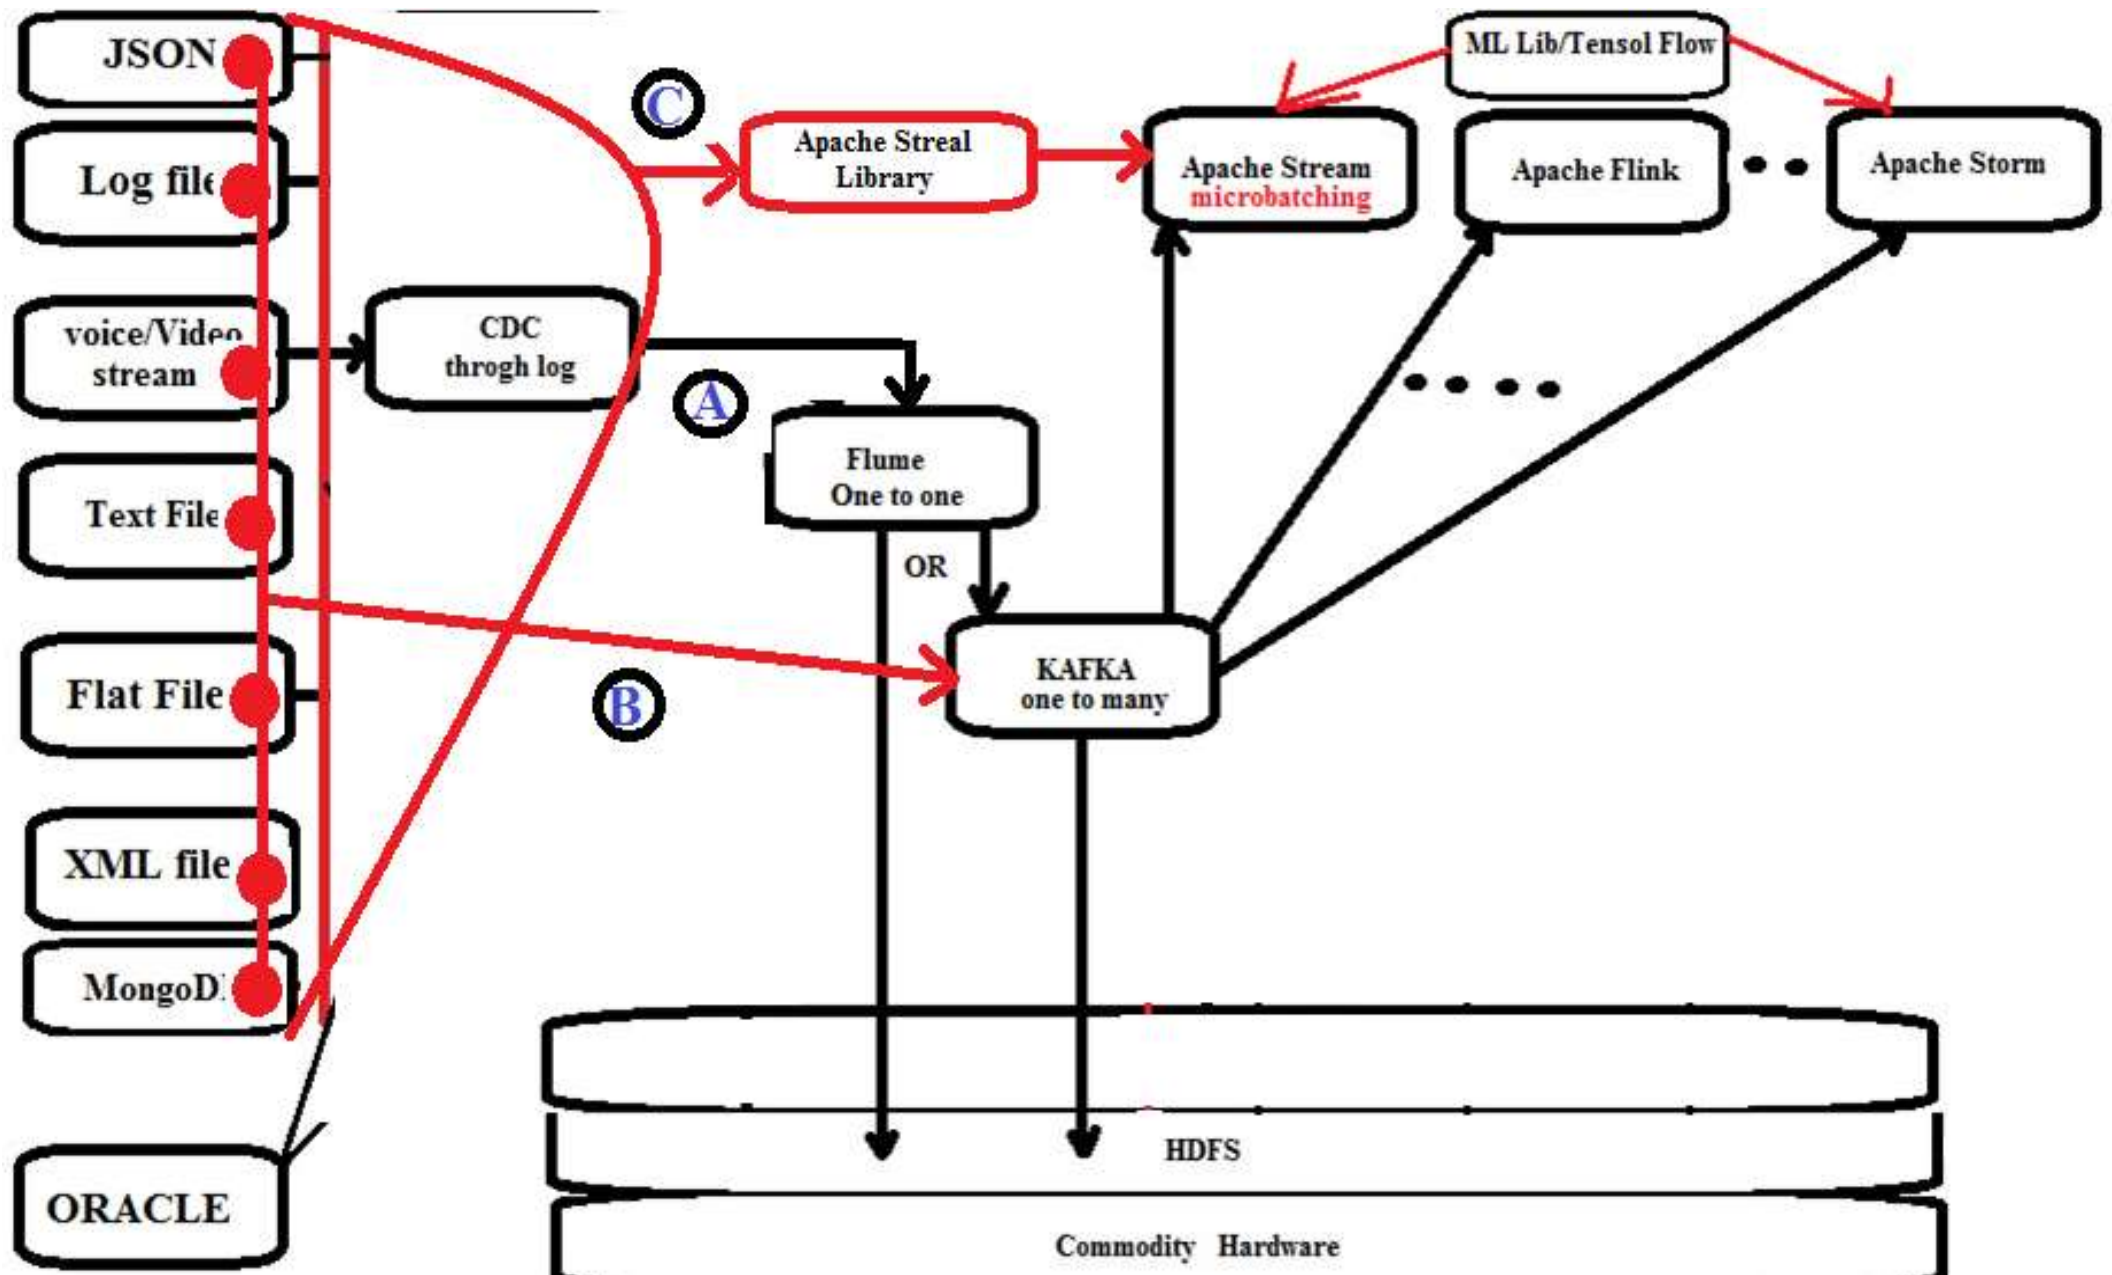 JSON
Log file
voice/Video
stream
Text File
Flat File
XML file
MongoD
ORACLE
CDC
throgh log
C
A
B
Apache Streal
Library
Flume
One to one
OR
KAFKA
one to many
ML Lib/Tensol Flow
Apache Stream
microbatching
Apache Flink
Apache Storm
HDFS
Commodity Hardware